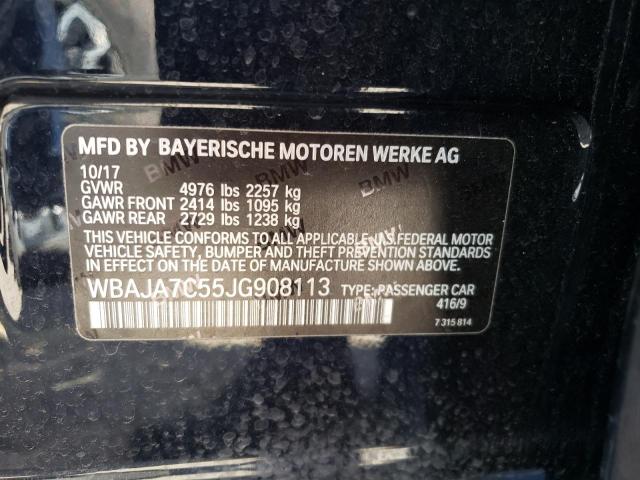 MFD BY BAYERISCHE MOTOREN WERKE AG
10/17
GVWR 4976 lbs 2257 kg
GAWR FRONT 2414 lbs 1095 kg
GAWR REAR 2729 lbs 1238 kg
THIS VEHICLE CONFORMS TO ALL APPLICABLE U.S.FEDERAL MOTOR
VEHICLE SAFETY, BUMPER AND THEFT PREVENTION STANDARDS
IN EFFECT ON THE DATE OF MANUFACTURE SHOWN ABOVE.
WBAJA7C55JG908113 TYPE: PASSENGER CAR
416/9
7 315 814